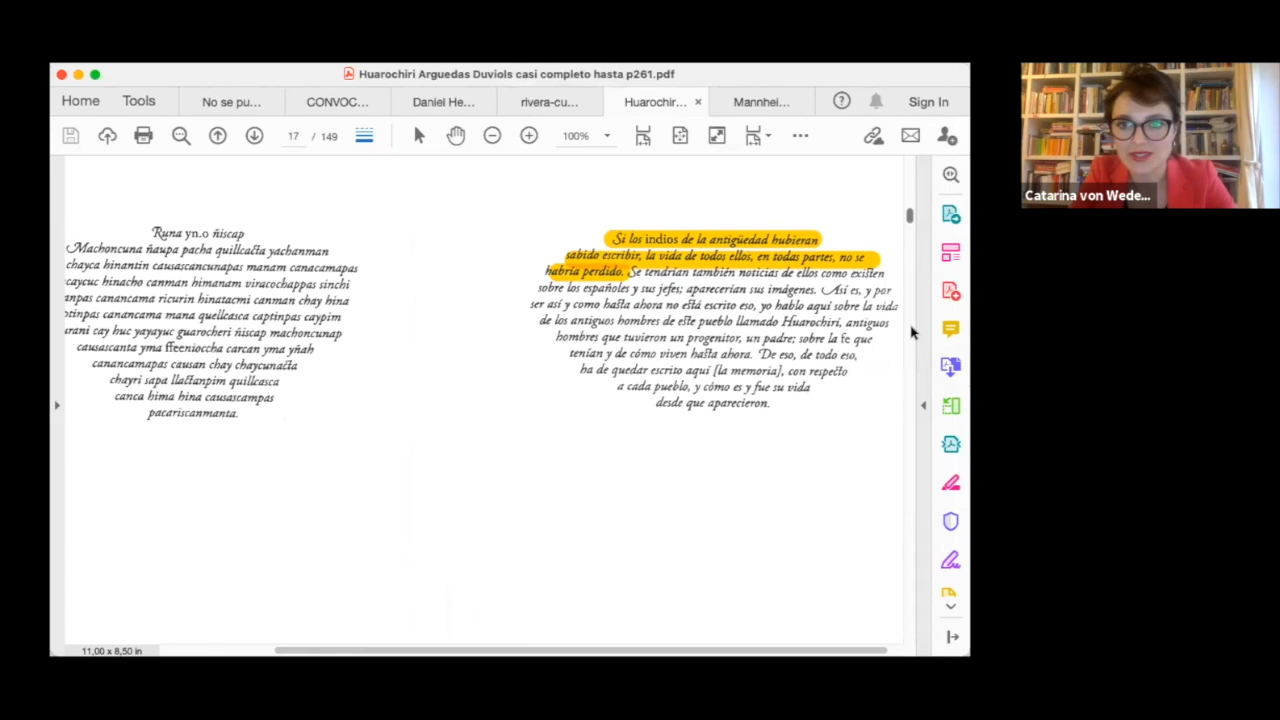 Huarochiri Arguedas Duviols casi completo hasta p261.pdf
Home Tools No se pu... CONVOC... Daniel He... rivera-cu... Huarochir... × Mannhei... Sign In
17 / 149 100%
Runa yn.o ñiscap
Machoncuna ñaupa pacha quillcacta yachanman
chayca hinantin causascancunapas manam canacamapas
caycuc hinacho canman himanam viracochappas sinchi
anpas canancama ricurin hinatacmi canman chay hina
ptinpas canancama mana quellcasca captinpas caypim
urani cay huc yayayuc guarocheri ñiscap machoncunap
causascanta yma ffeenioccha carcan yma yñah
canancamapas causan chay chaycunacta
chayri sapa llactanpim quillcasca
canca hima hina causascampas
pacariscanmanta.
Si los indios de la antigüedad hubieran
sabido escribir, la vida de todos ellos, en todas partes, no se
habría perdido. Se tendrían también noticias de ellos como existen
sobre los españoles y sus jefes; aparecerían sus imágenes. Así es, y por
ser así y como hasta ahora no está escrito eso, yo hablo aquí sobre la vida
de los antiguos hombres de este pueblo llamado Huarochirí, antiguos
hombres que tuvieron un progenitor, un padre; sobre la fe que
tenían y de cómo viven hasta ahora. De eso, de todo eso,
ha de quedar escrito aquí [la memoria], con respecto
a cada pueblo, y cómo es y fue su vida
desde que aparecieron.
11,00 x 8,50 in
Catarina von Wede...